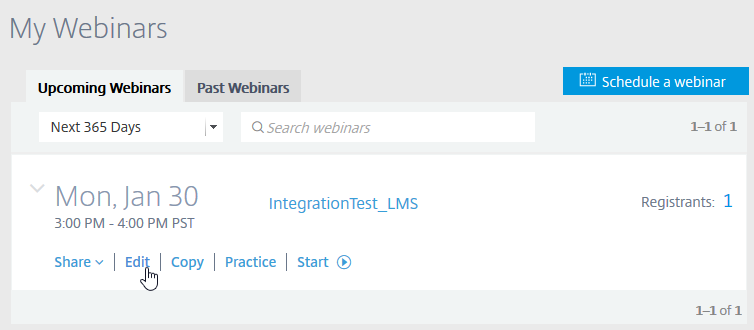 My Webinars
Upcoming Webinars Past Webinars Schedule a webinar
Next 365 Days Search webinars 1–1 of 1
Mon, Jan 30 IntegrationTest_LMS Registrants: 1
3:00 PM - 4:00 PM PST
Share Edit Copy Practice Start
1–1 of 1